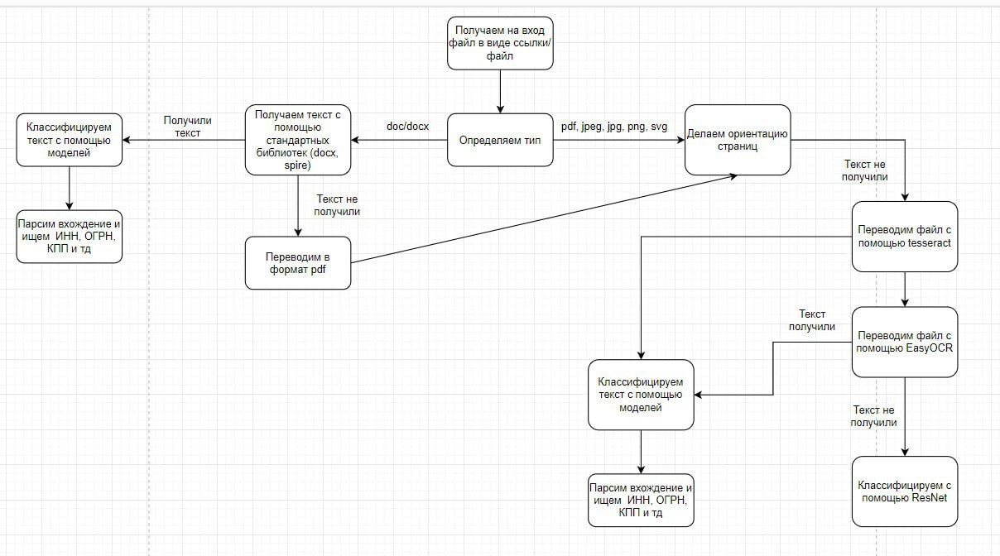 Получаем на вход
файл в виде ссылки/
файл
Определяем тип
doc/docx
pdf, jpeg, jpg, png, svg
Получаем текст с
помощью
стандартных
библиотек (docx,
spire)
Получили
текст
Классифицируем
текст с помощью
моделей
Парсим вхождение и
ищем  ИНН, ОГРН,
КПП и тд
Текст не
получили
Переводим в
формат pdf
Делаем ориентацию
страниц
Текст не
получили
Переводим файл с
помощью tesseract
Переводим файл с
помощью EasyOCR
Текст
получили
Классифицируем
текст с помощью
моделей
Парсим вхождение и
ищем  ИНН, ОГРН,
КПП и тд
Текст не
получили
Классифицируем с
помощью ResNet